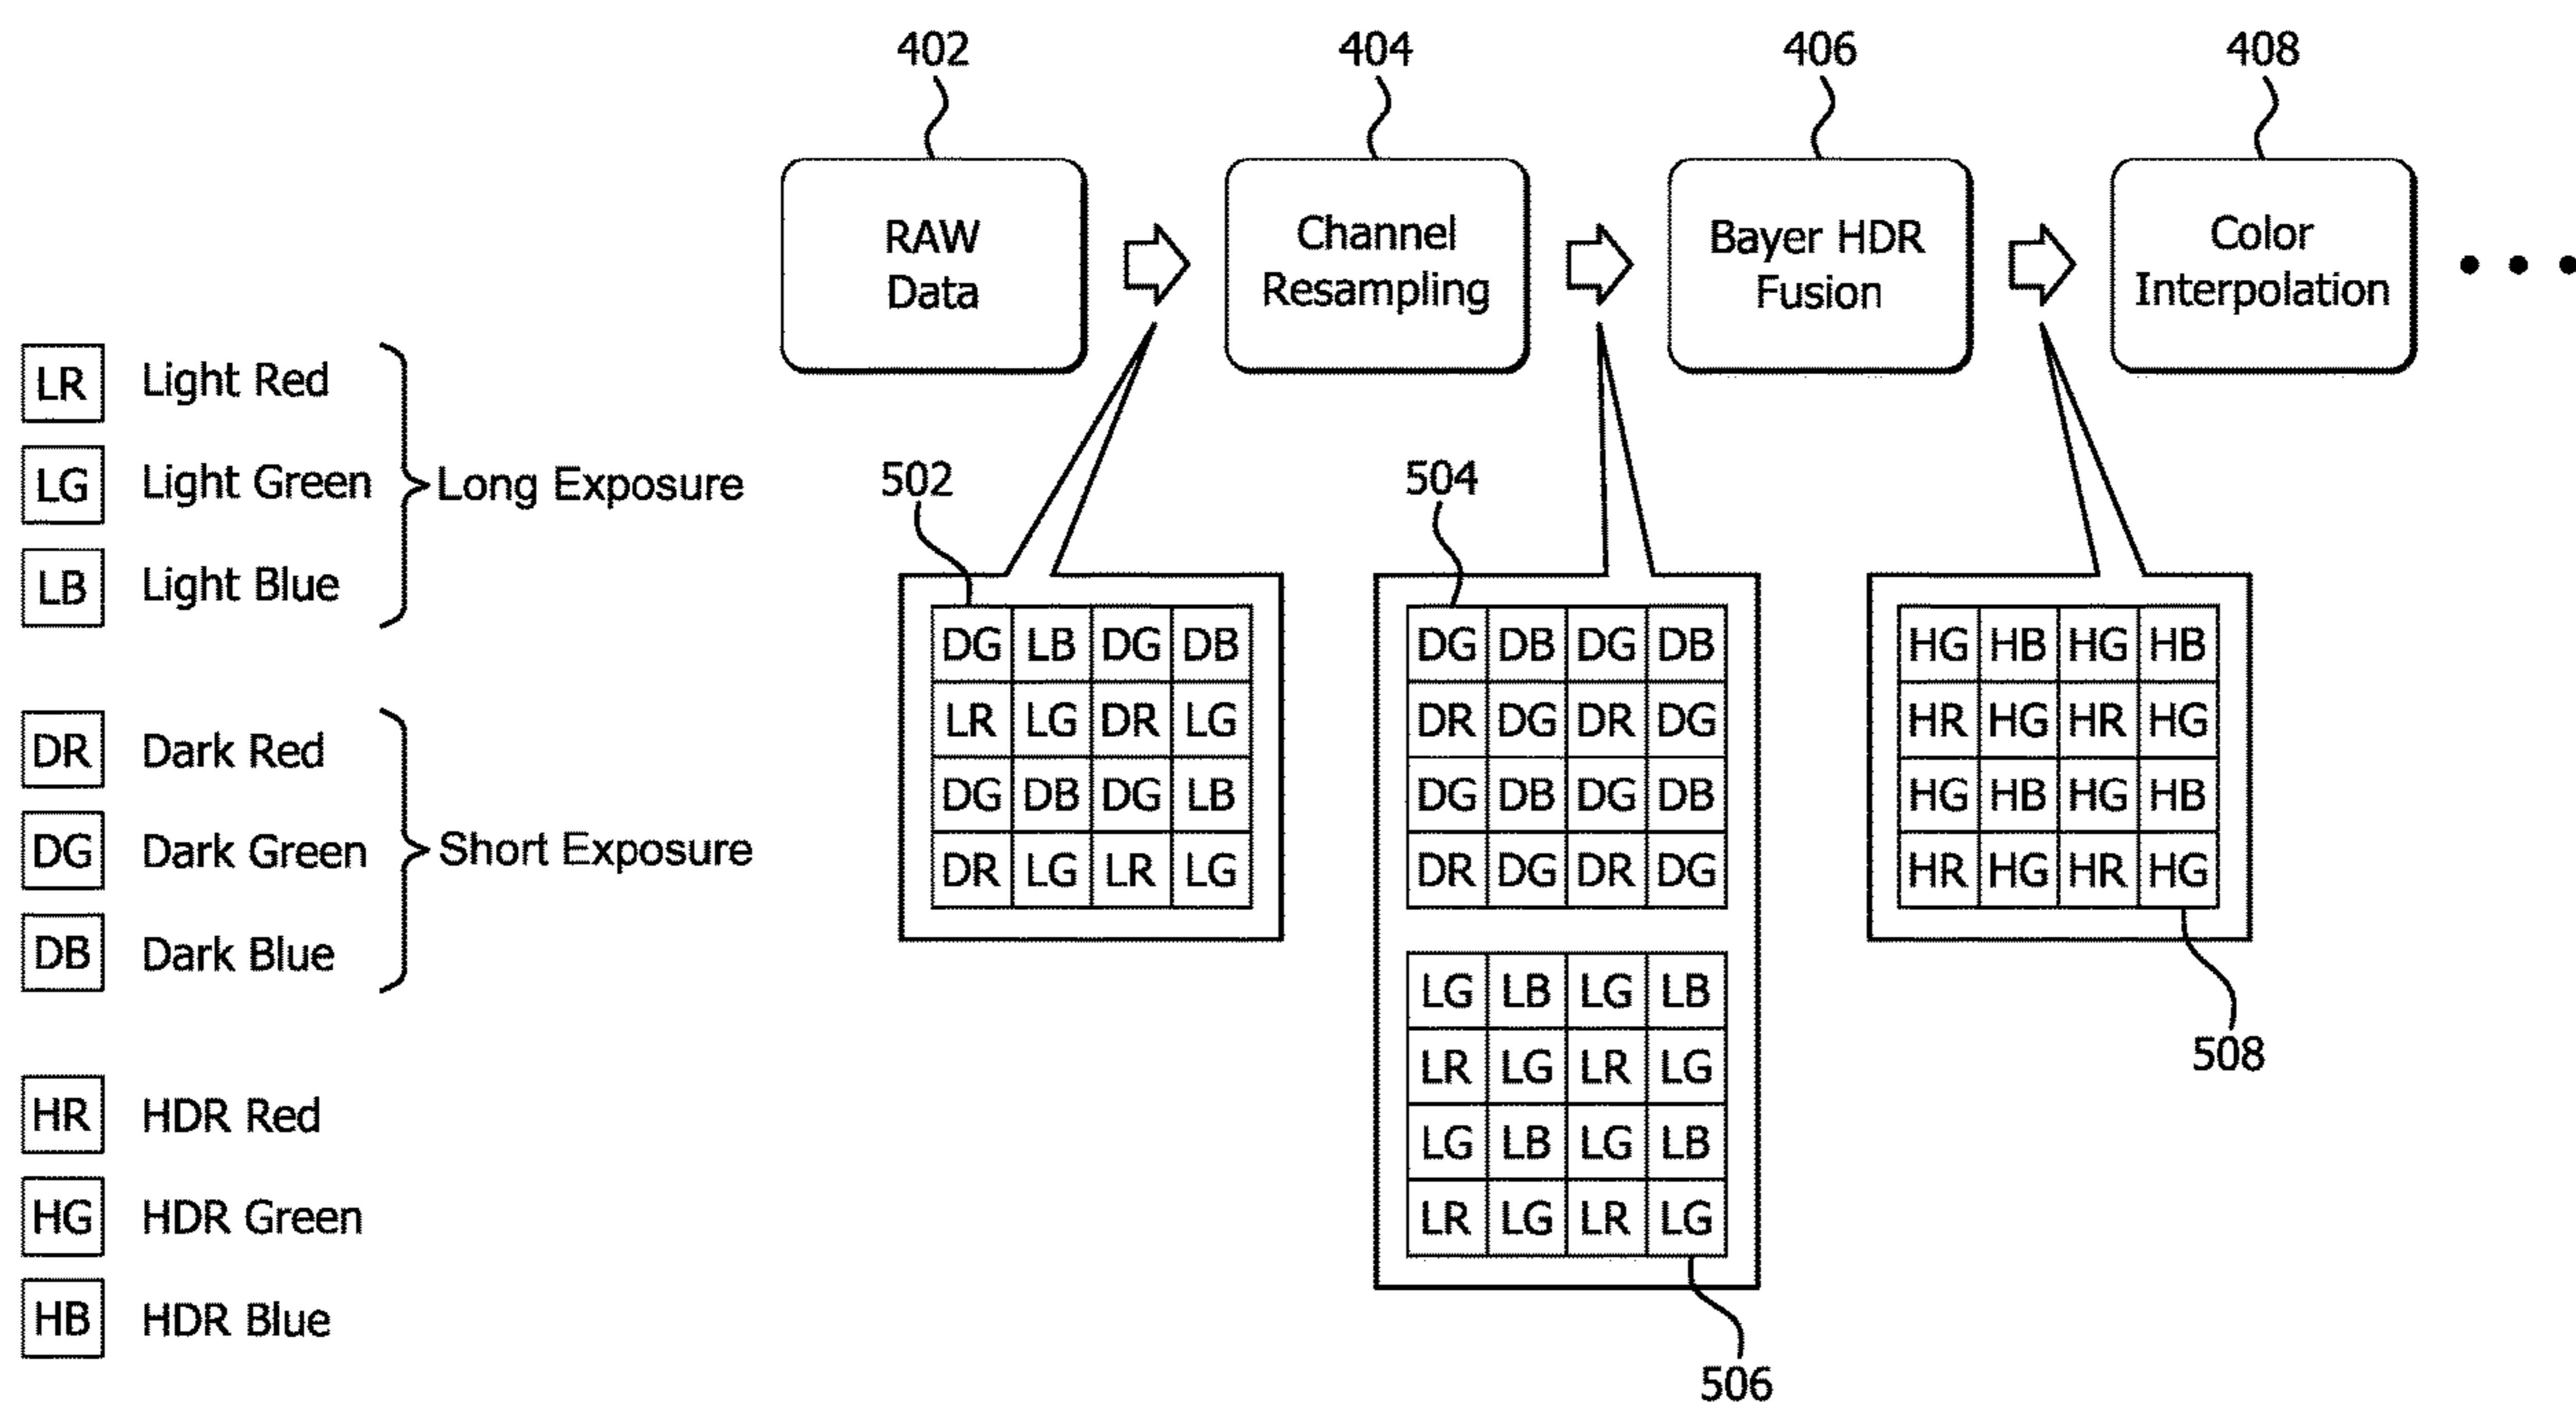 402 404 406 408
RAW Data
Channel Resampling
Bayer HDR Fusion
Color Interpolation
LR Light Red
LG Light Green
LB Light Blue
Long Exposure
DR Dark Red
DG Dark Green
DB Dark Blue
Short Exposure
HR HDR Red
HG HDR Green
HB HDR Blue
502
DG LB DG DB
LR LG DR LG
DG DB DG LB
DR LG LR LG
504
DG DB DG DB
DR DG DR DG
DG DB DG DB
DR DG DR DG
LG LB LG LB
LR LG LR LG
LG LB LG LB
LR LG LR LG
506
HG HB HG HB
HR HG HR HG
HG HB HG HB
HR HG HR HG
508